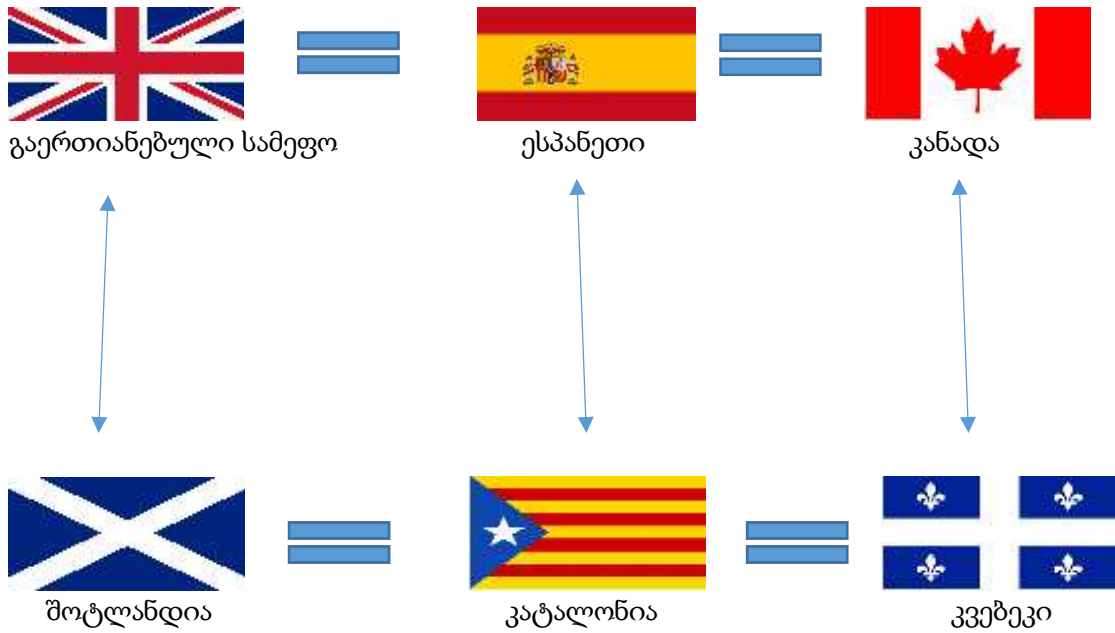 გაერთიანებული სამეფო
ესპანეთი
კანადა
შოტლანდია
კატალონია
კვებეკი